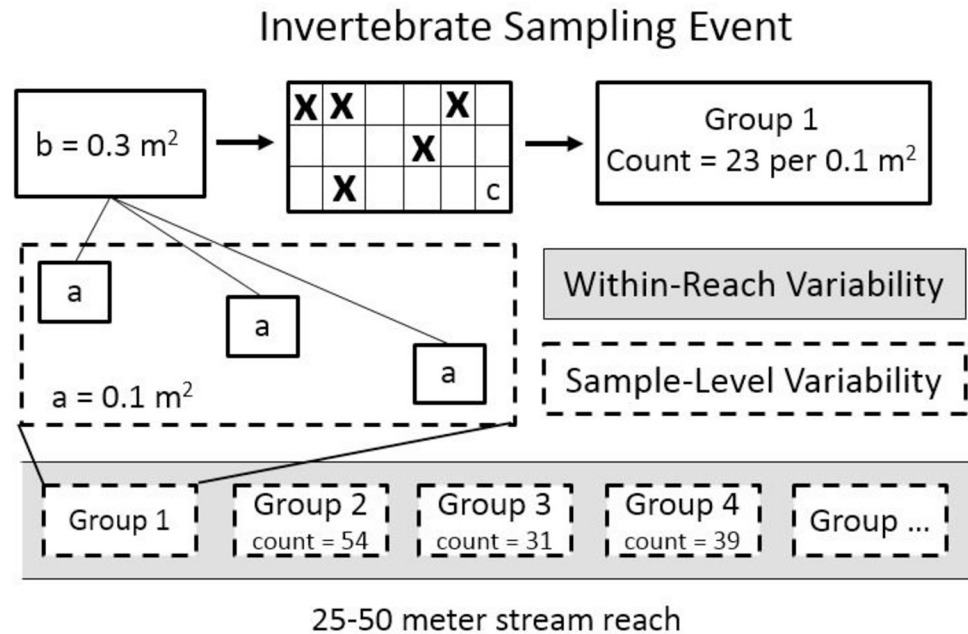 Invertebrate Sampling Event
b = 0.3 m²
X X X
X
X c
Group 1
Count = 23 per 0.1 m²
a
a
a
a = 0.1 m²
Within-Reach Variability
Sample-Level Variability
Group 1
Group 2
count = 54
Group 3
count = 31
Group 4
count = 39
Group ...
25-50 meter stream reach